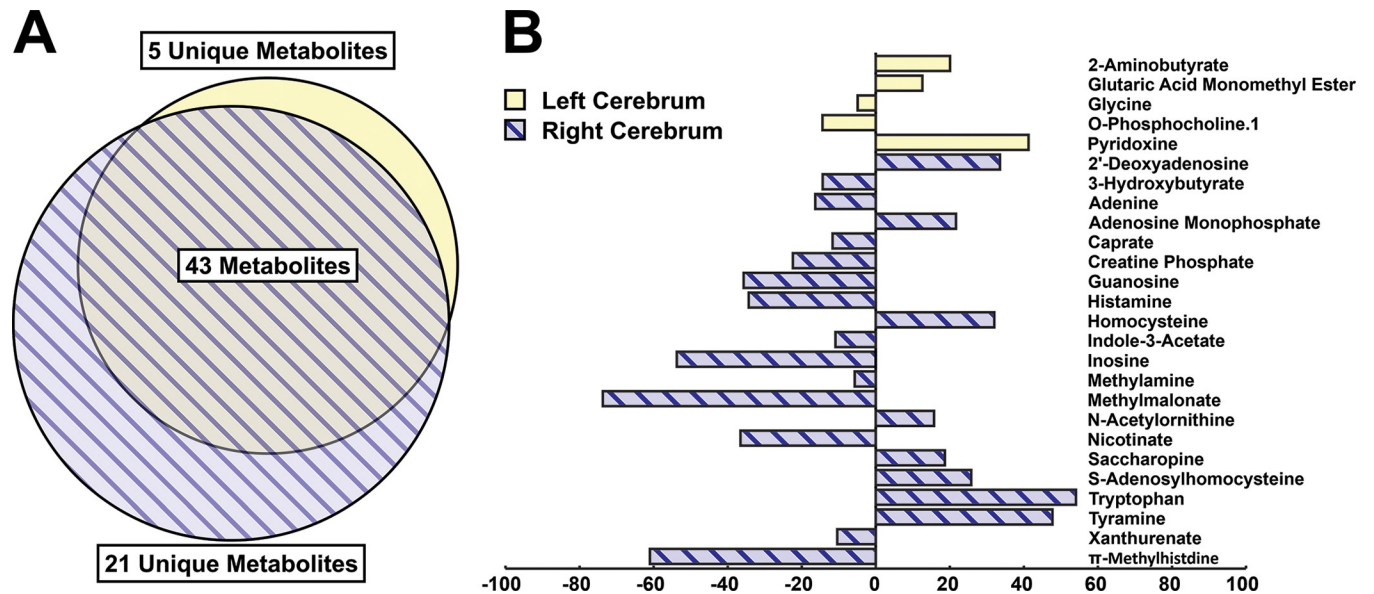 A
5 Unique Metabolites
43 Metabolites
21 Unique Metabolites
B
Left Cerebrum
Right Cerebrum
2-Aminobutyrate
Glutaric Acid Monomethyl Ester
Glycine
O-Phosphocholine.1
Pyridoxine
2'-Deoxyadenosine
3-Hydroxybutyrate
Adenine
Adenosine Monophosphate
Caprate
Creatine Phosphate
Guanosine
Histamine
Homocysteine
Indole-3-Acetate
Inosine
Methylamine
Methylmalonate
N-Acetylornithine
Nicotinate
Saccharopine
S-Adenosylhomocysteine
Tryptophan
Tyramine
Xanthurenate
π-Methylhistdine
-100 -80 -60 -40 -20 0 20 40 60 80 100